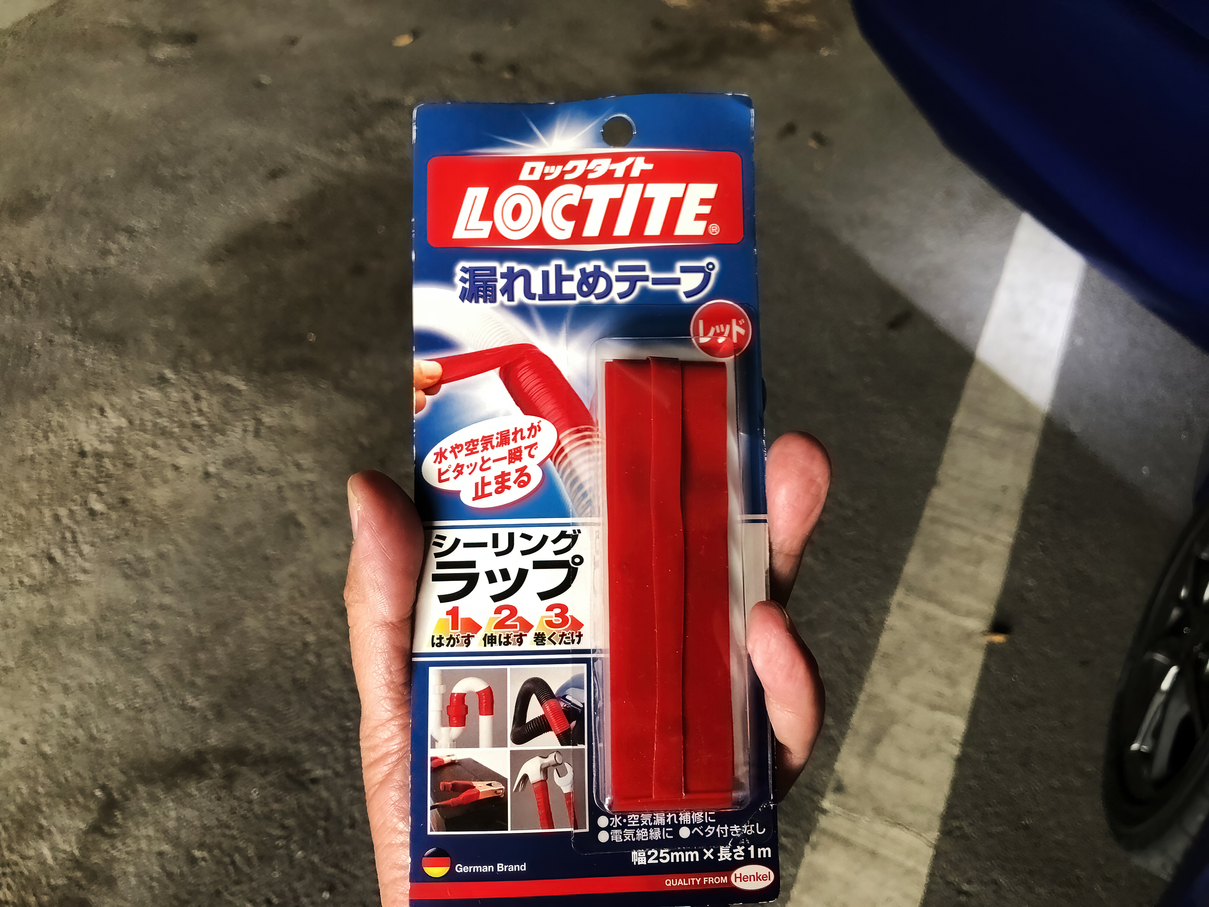 ロックタイト
LOCTITE®
漏れ止めテープ
レッド
水や空気漏れが
ピタッと一瞬で
止まる
シーリング
ラップ
1 2 3
はがす 伸ばす 巻くだけ
●水・空気漏れ補修に
●電気絶縁に ●ベタ付きなし
幅25mm×長さ1m
German Brand
QUALITY FROM Henkel